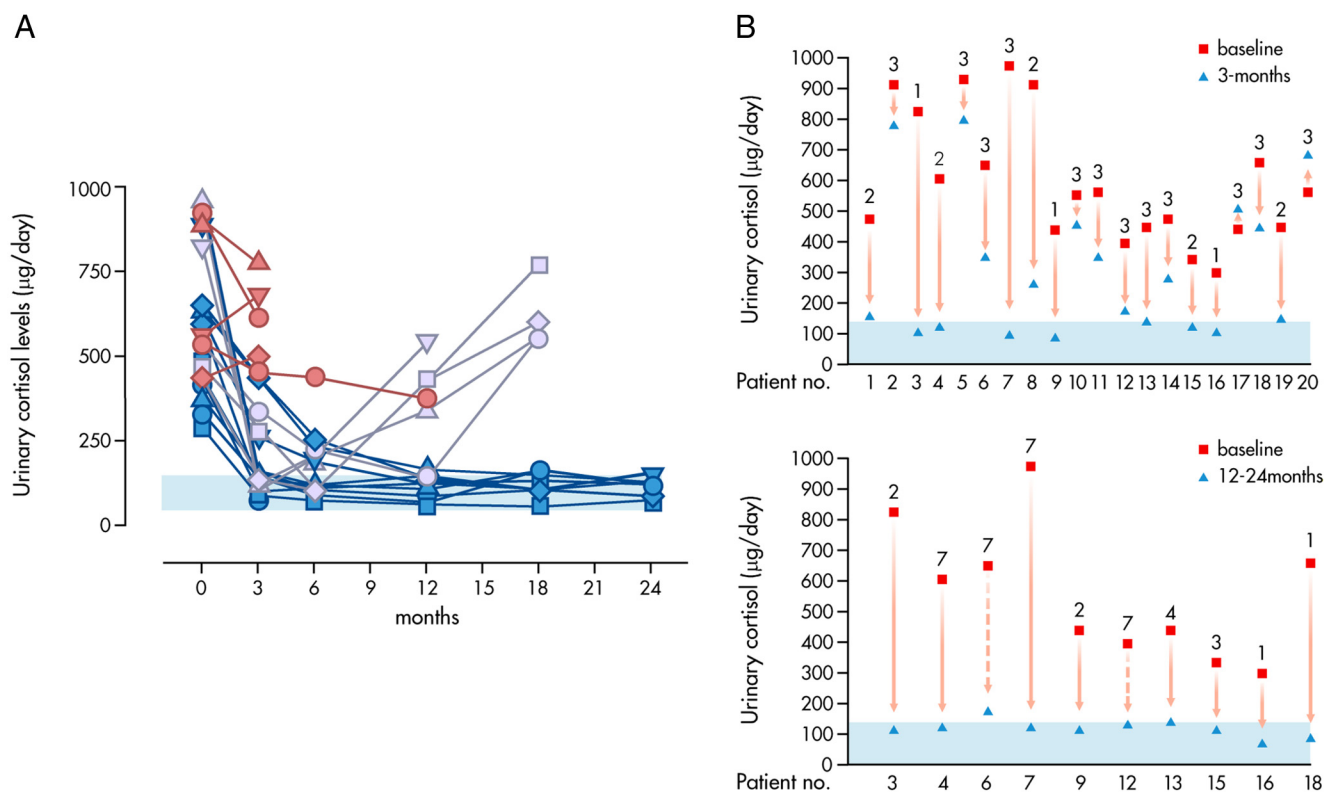 A
Urinary cortisol levels (μg/day)
1000
750
500
250
0
0 3 6 9 12 15 18 21 24
months
B
Urinary cortisol (μg/day)
baseline
3-months
1000
900
800
700
600
500
400
300
200
100
0
2 3 1 2 3 3 3 2 1 3 3 3 3 3 2 1 3 3 2 3
Patient no. 1 2 3 4 5 6 7 8 9 10 11 12 13 14 15 16 17 18 19 20
Urinary cortisol (μg/day)
baseline
12-24months
1000
900
800
700
600
500
400
300
200
100
0
2 7 7 7 2 7 4 3 1 1
Patient no. 3 4 6 7 9 12 13 15 16 18